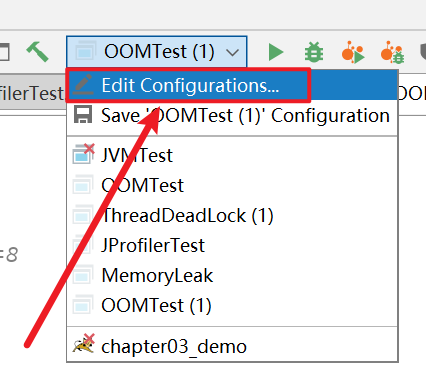 OOMTest (1)
Edit Configurations...
filerTest
OO
Save 'OOMTest (1)' Configuration
JVMTest
OOMTest
ThreadDeadLock (1)
JProfilerTest
=8
MemoryLeak
OOMTest (1)
chapter03_demo